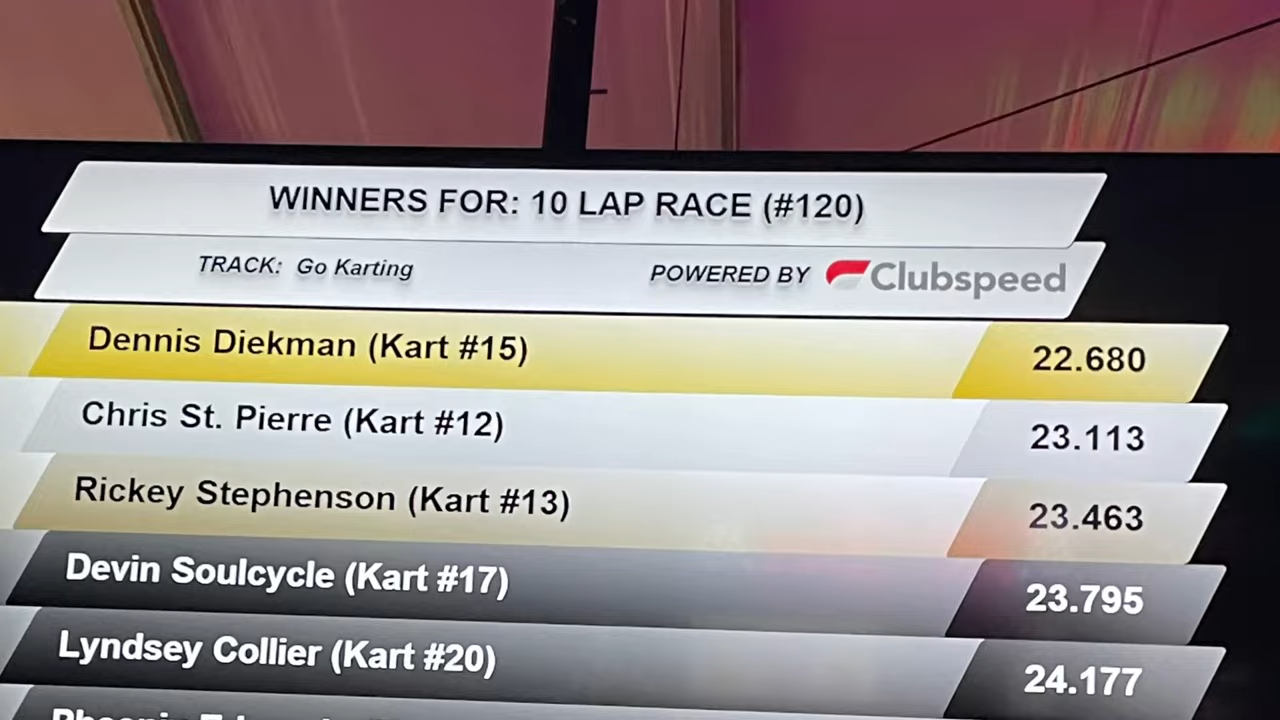 WINNERS FOR: 10 LAP RACE (#120)
TRACK: Go Karting POWERED BY Clubspeed
Dennis Diekman (Kart #15) 22.680
Chris St. Pierre (Kart #12) 23.113
Rickey Stephenson (Kart #13) 23.463
Devin Soulcycle (Kart #17) 23.795
Lyndsey Collier (Kart #20) 24.177